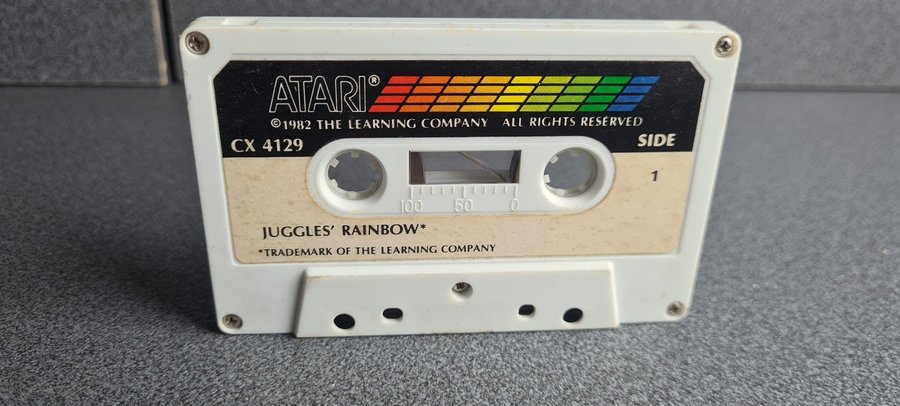 ATARI®
©1982 THE LEARNING COMPANY ALL RIGHTS RESERVED
CX 4129 SIDE
1
100 50 0
JUGGLES' RAINBOW*
*TRADEMARK OF THE LEARNING COMPANY